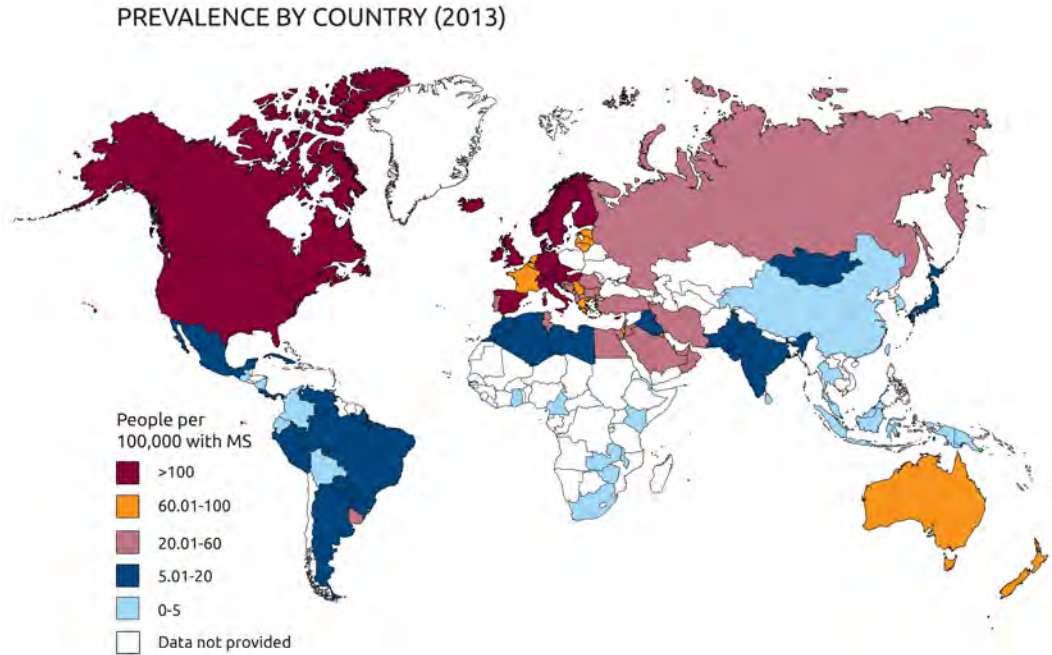 PREVALENCE BY COUNTRY (2013)
People per
100,000 with MS
>100
60.01-100
20.01-60
5.01-20
0-5
Data not provided